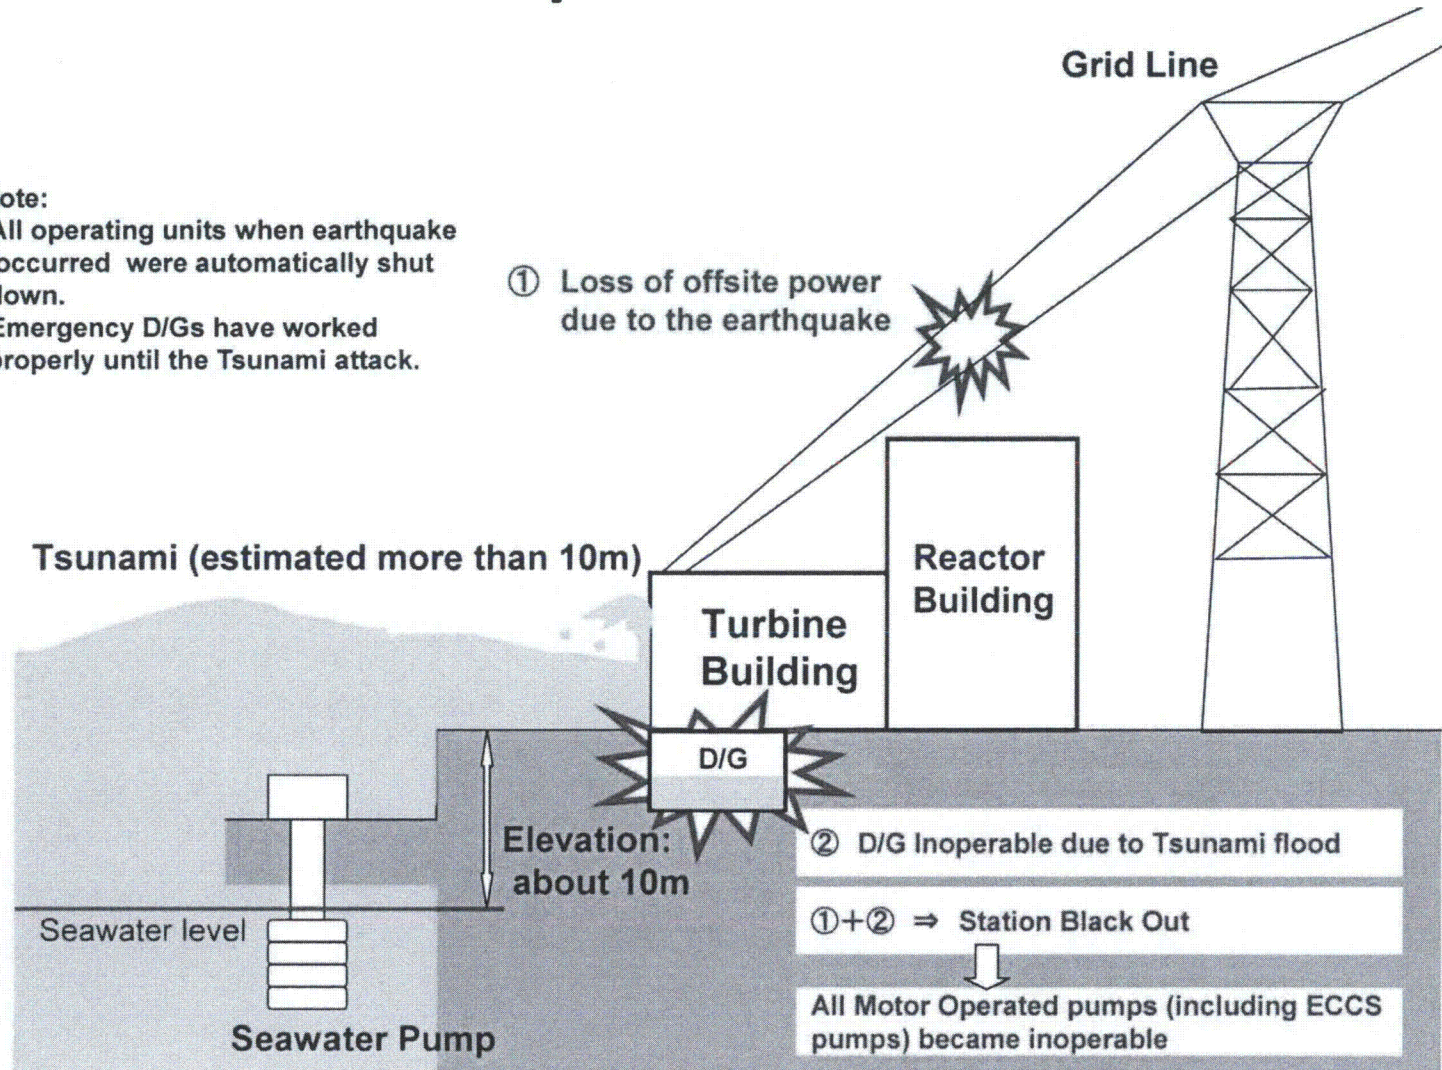 Grid Line
ote:
All operating units when earthquake
occurred were automatically shut
down.
Emergency D/Gs have worked
properly until the Tsunami attack.
① Loss of offsite power
due to the earthquake
Tsunami (estimated more than 10m)
Reactor
Building
Turbine
Building
D/G
Elevation:
about 10m
② D/G Inoperable due to Tsunami flood
①+② ⇒ Station Black Out
Seawater level
All Motor Operated pumps (including ECCS
pumps) became inoperable
Seawater Pump